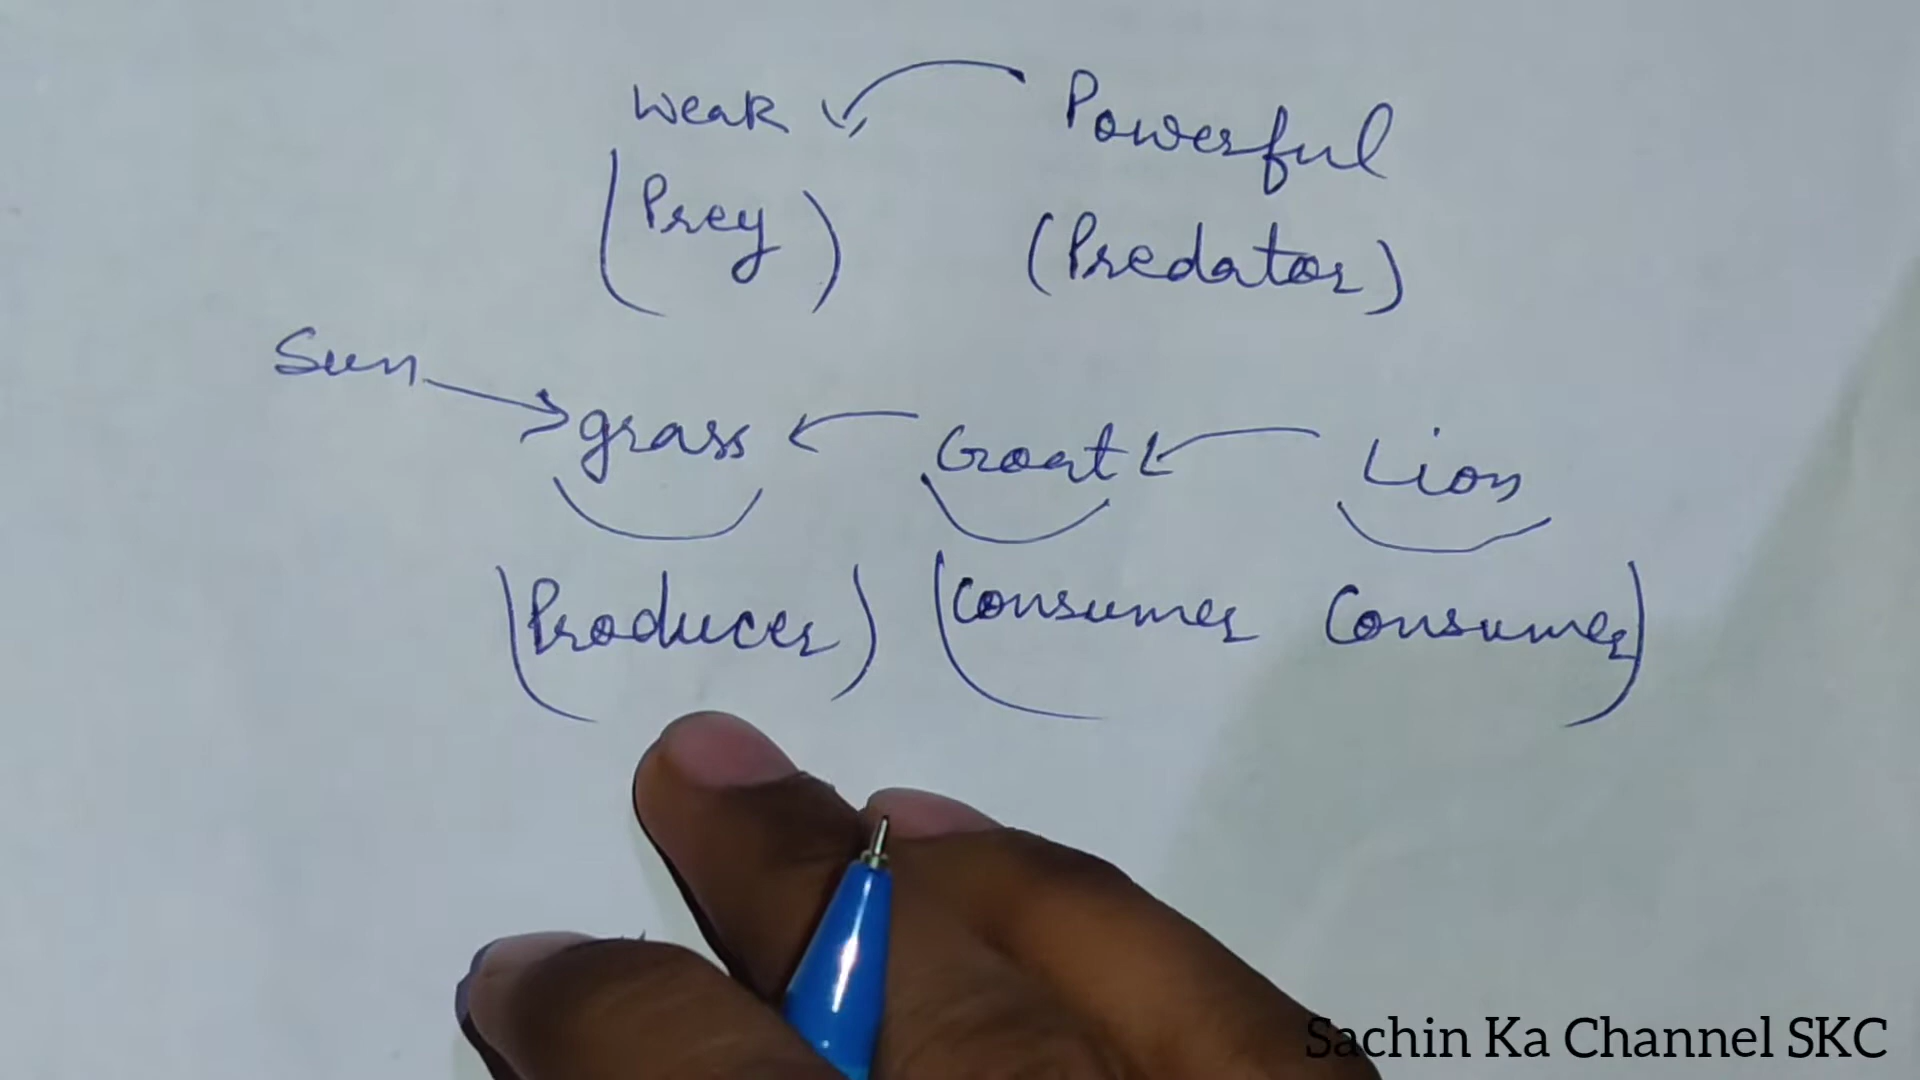 Weak Powerful
(Prey) (Predator)
Sun
grass Goat Lion
(Producer) (Consumer Consumer)
Sachin Ka Channel SKC